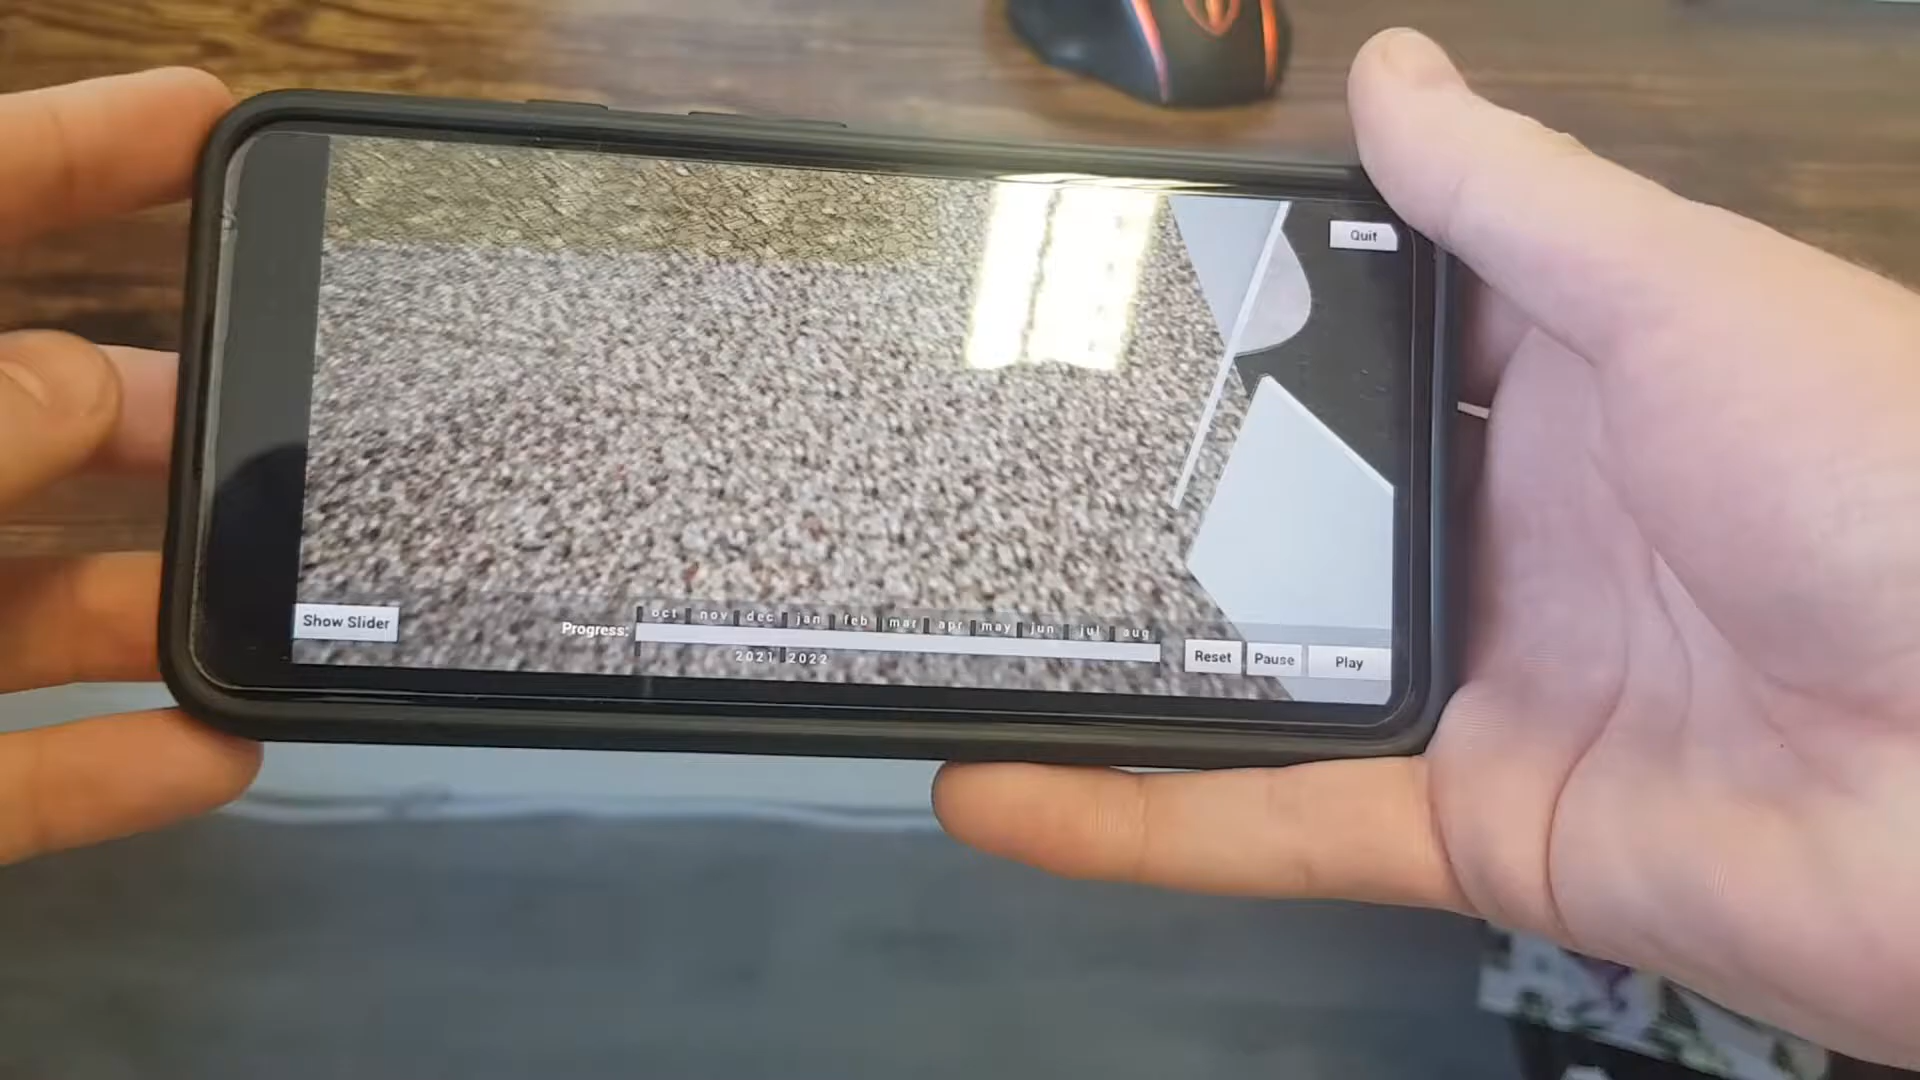 Quit
Show Slider
Progress:
oct nov dec jan feb mar apr may jun jul aug
2021 2022
Reset Pause Play